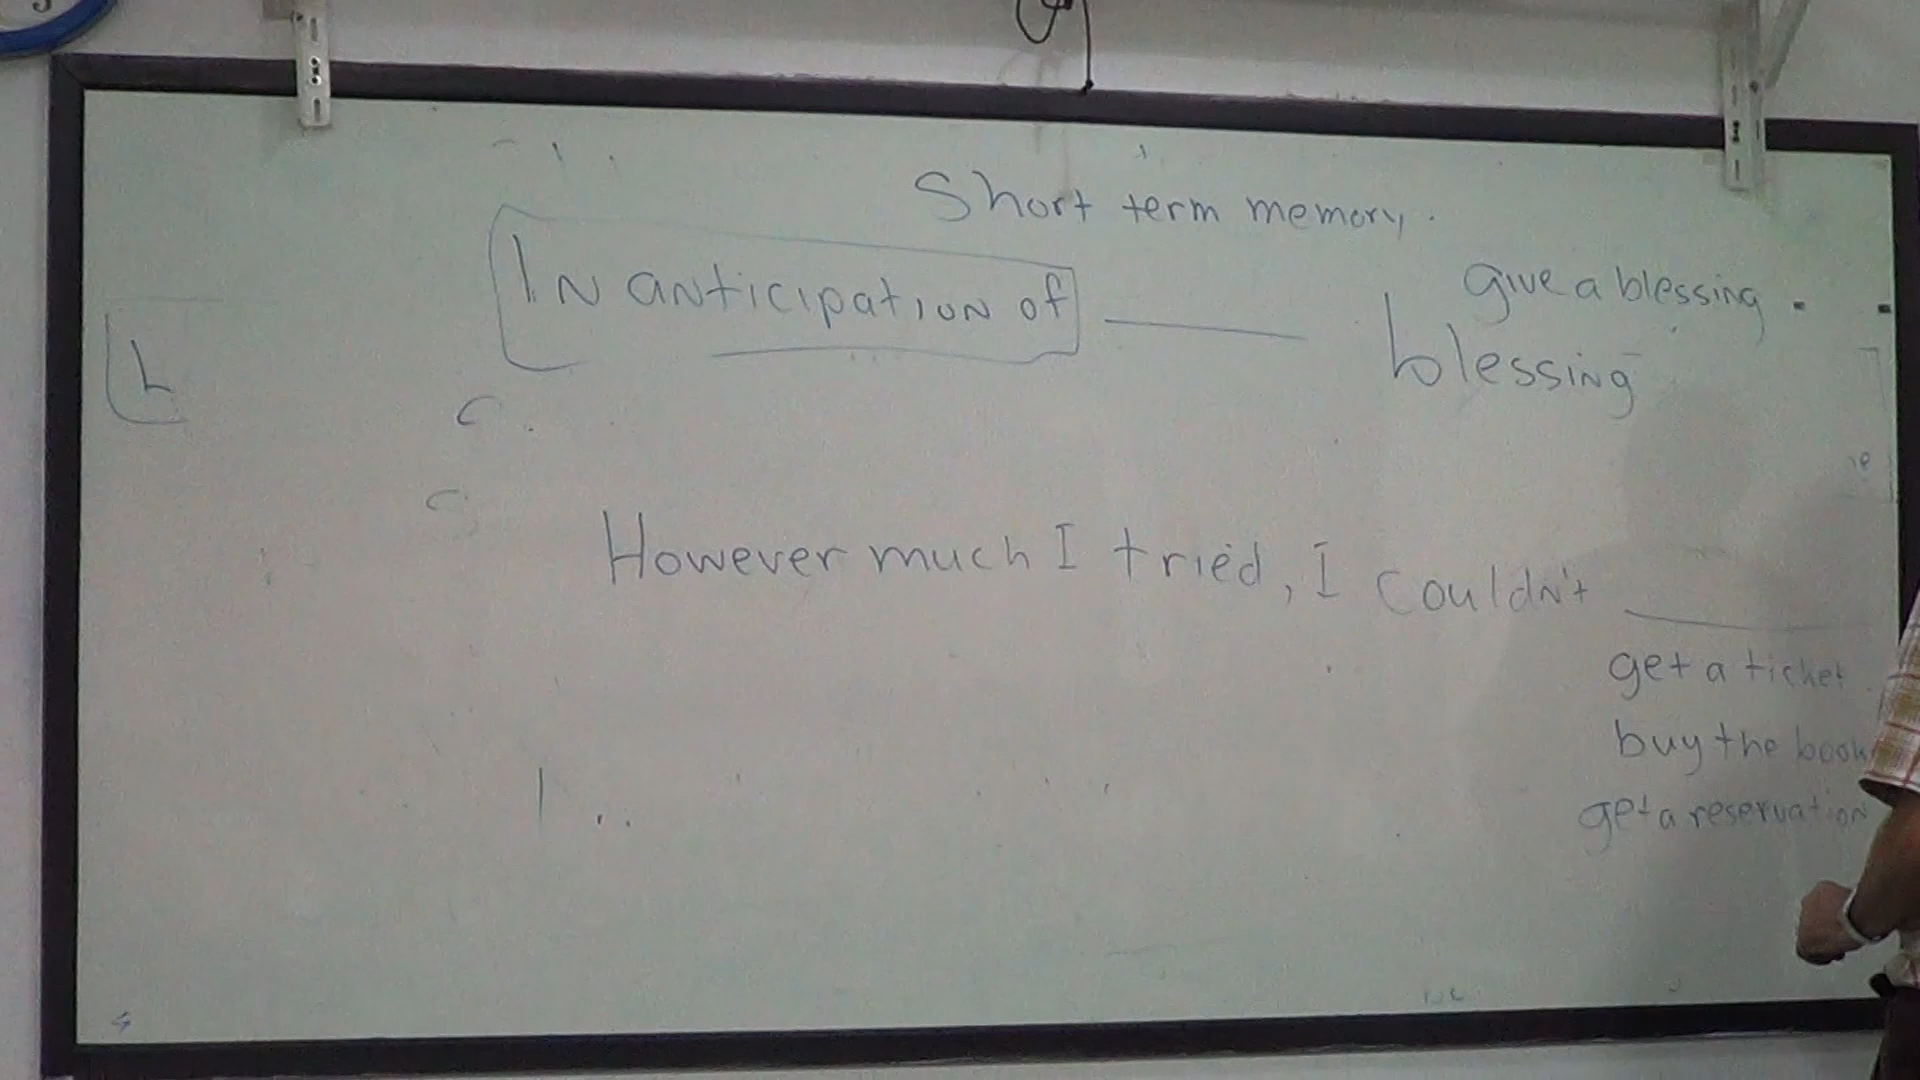 Short term memory.
give a blessing.
In anticipation of ______ blessing
L
However much I tried, I couldn't ______
get a ticket
buy the book
get a reservation